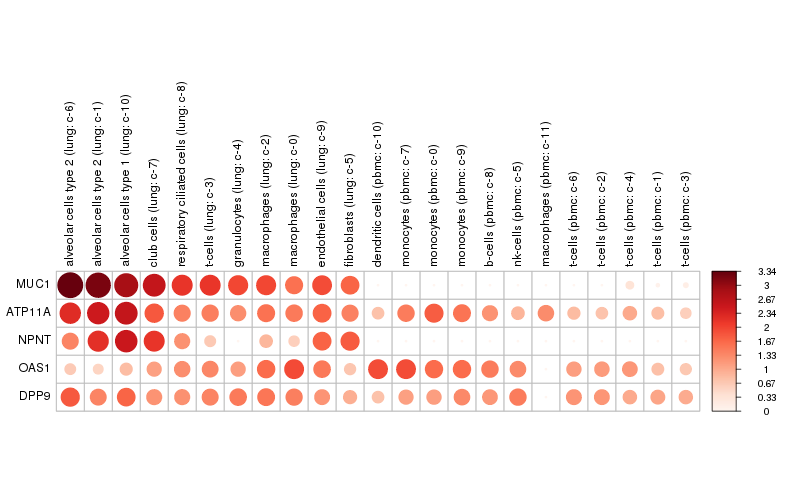 alveolar cells type 2 (lung: c-6)
alveolar cells type 2 (lung: c-1)
alveolar cells type 1 (lung: c-10)
club cells (lung: c-7)
respiratory ciliated cells (lung: c-8)
t-cells (lung: c-3)
granulocytes (lung: c-4)
macrophages (lung: c-2)
macrophages (lung: c-0)
endothelial cells (lung: c-9)
fibroblasts (lung: c-5)
dendritic cells (pbmc: c-10)
monocytes (pbmc: c-7)
monocytes (pbmc: c-0)
monocytes (pbmc: c-9)
b-cells (pbmc: c-8)
nk-cells (pbmc: c-5)
macrophages (pbmc: c-11)
t-cells (pbmc: c-6)
t-cells (pbmc: c-2)
t-cells (pbmc: c-4)
t-cells (pbmc: c-1)
t-cells (pbmc: c-3)
MUC1
ATP11A
NPNT
OAS1
DPP9
3.34
3
2.67
2.34
2
1.67
1.33
1
0.67
0.33
0